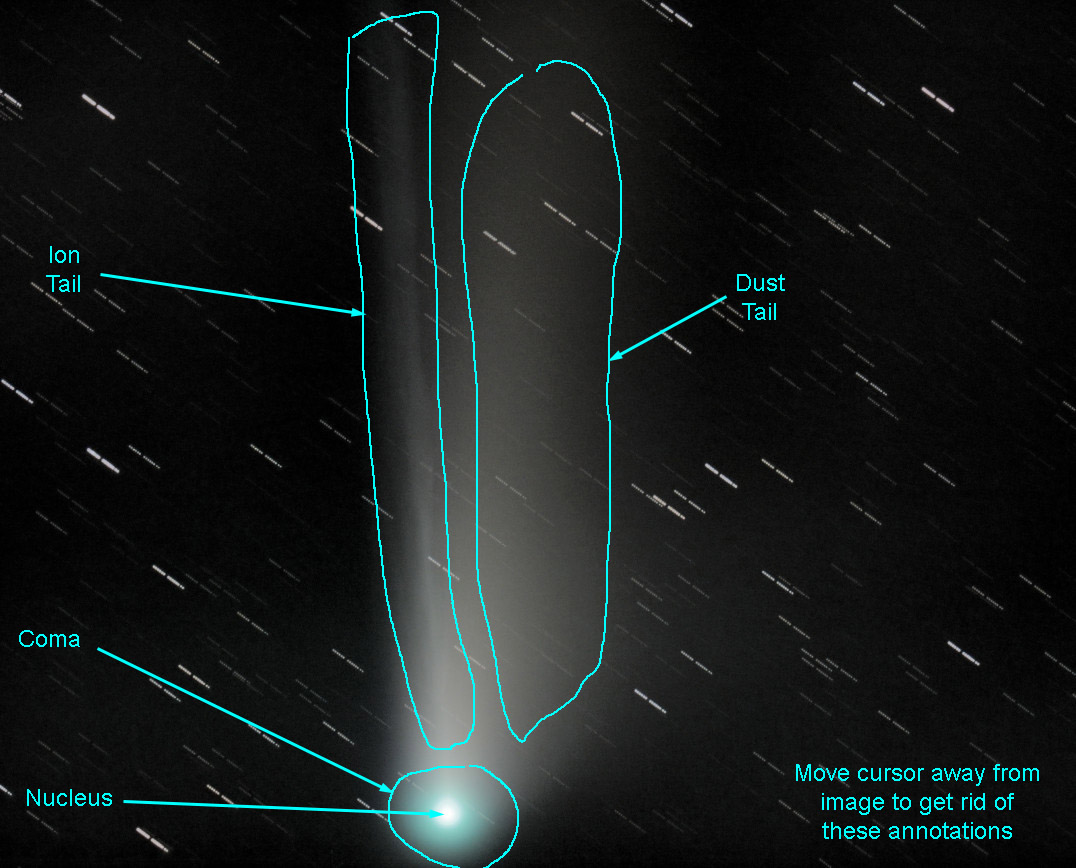 Ion
Tail
Dust
Tail
Coma
Nucleus
Move cursor away from
image to get rid of
these annotations